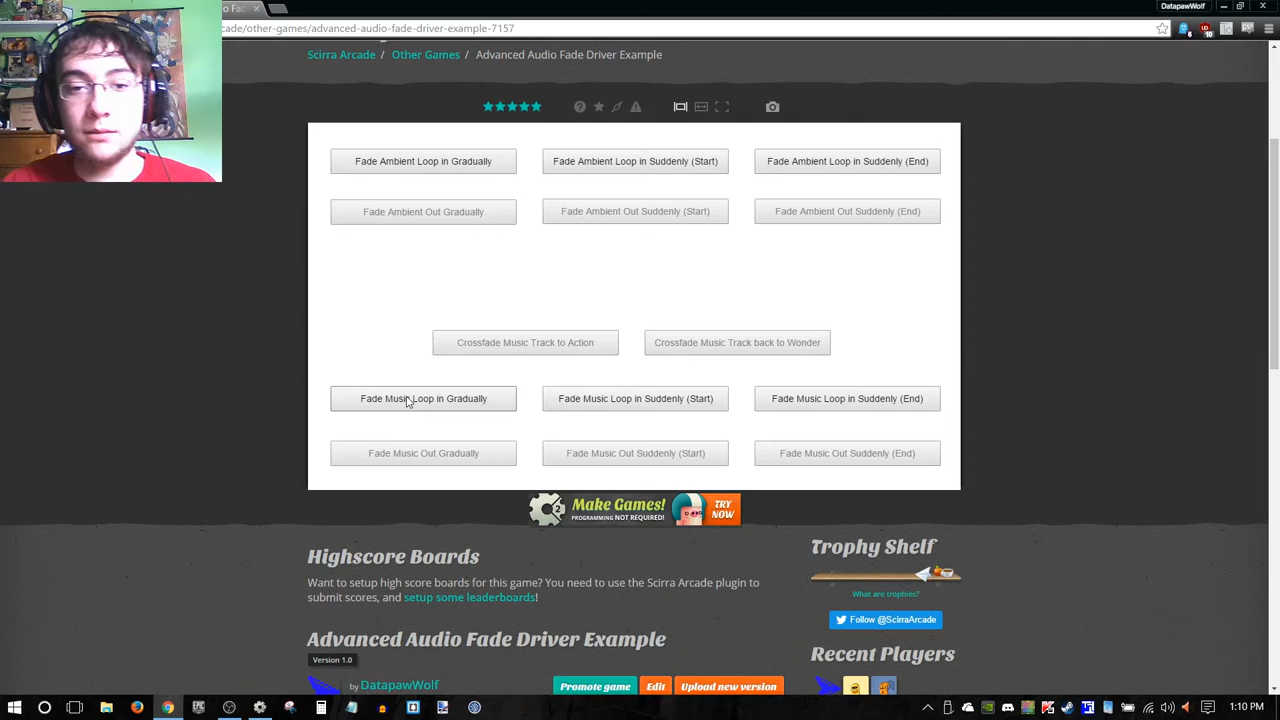 DatapawWolf
cade/other-games/advanced-audio-fade-driver-example-7157
Scirra Arcade / Other Games / Advanced Audio Fade Driver Example
Fade Ambient Loop in Gradually
Fade Ambient Loop in Suddenly (Start)
Fade Ambient Loop in Suddenly (End)
Fade Ambient Out Gradually
Fade Ambient Out Suddenly (Start)
Fade Ambient Out Suddenly (End)
Crossfade Music Track to Action
Crossfade Music Track back to Wonder
Fade Music Loop in Gradually
Fade Music Loop in Suddenly (Start)
Fade Music Loop in Suddenly (End)
Fade Music Out Gradually
Fade Music Out Suddenly (Start)
Fade Music Out Suddenly (End)
2
Make Games!
PROGRAMMING NOT REQUIRED!
TRY
NOW
Highscore Boards
Want to setup high score boards for this game? You need to use the Scirra Arcade plugin to
submit scores, and setup some leaderboards!
Trophy Shelf
What are trophies?
Follow @ScirraArcade
Advanced Audio Fade Driver Example
Version 1.0
by DatapawWolf
Promote game
Edit
Upload new version
Recent Players
1:10 PM